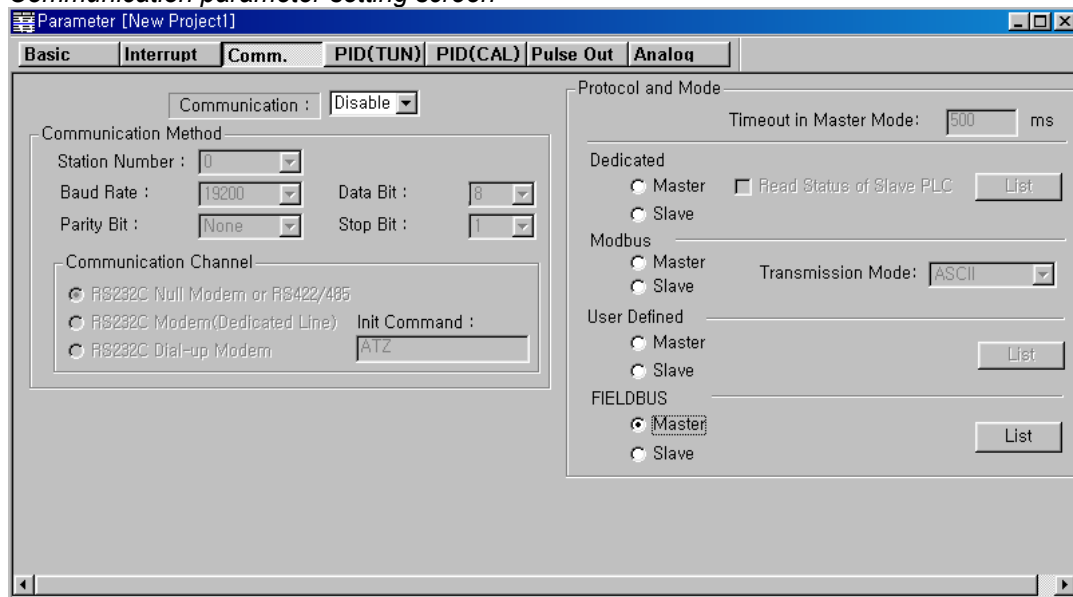 Communication parameter setting screen
Parameter [New Project1]
Basic Interrupt Comm. PID(TUN) PID(CAL) Pulse Out Analog
Communication : Disable
Communication Method
Station Number : 0
Baud Rate : 19200 Data Bit : 8
Parity Bit : None Stop Bit : 1
Communication Channel
RS232C Null Modem or RS422/485
RS232C Modem(Dedicated Line) Init Command :
RS232C Dial-up Modem ATZ
Protocol and Mode
Timeout in Master Mode: 500 ms
Dedicated
Master Read Status of Slave PLC List
Slave
Modbus
Master
Transmission Mode: ASCII
Slave
User Defined
Master
List
Slave
FIELDBUS
Master
List
Slave